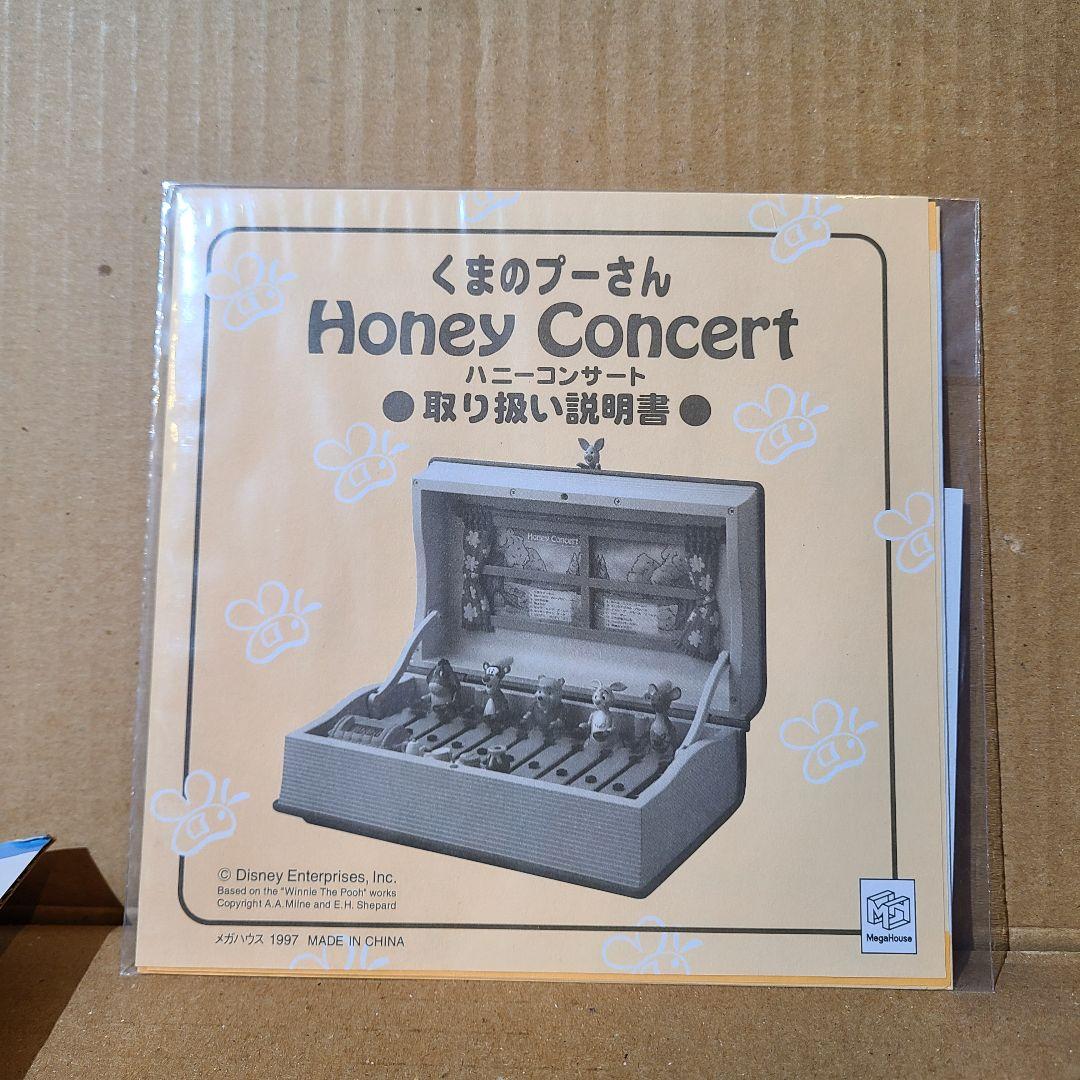 くまのプーさん
Honey Concert
ハニーコンサート
●取り扱い説明書●
Honey Concert
© Disney Enterprises, Inc.
Based on the "Winnie The Pooh" works
Copyright A.A.Milne and E.H. Shepard
メガハウス 1997 MADE IN CHINA
MegaHouse